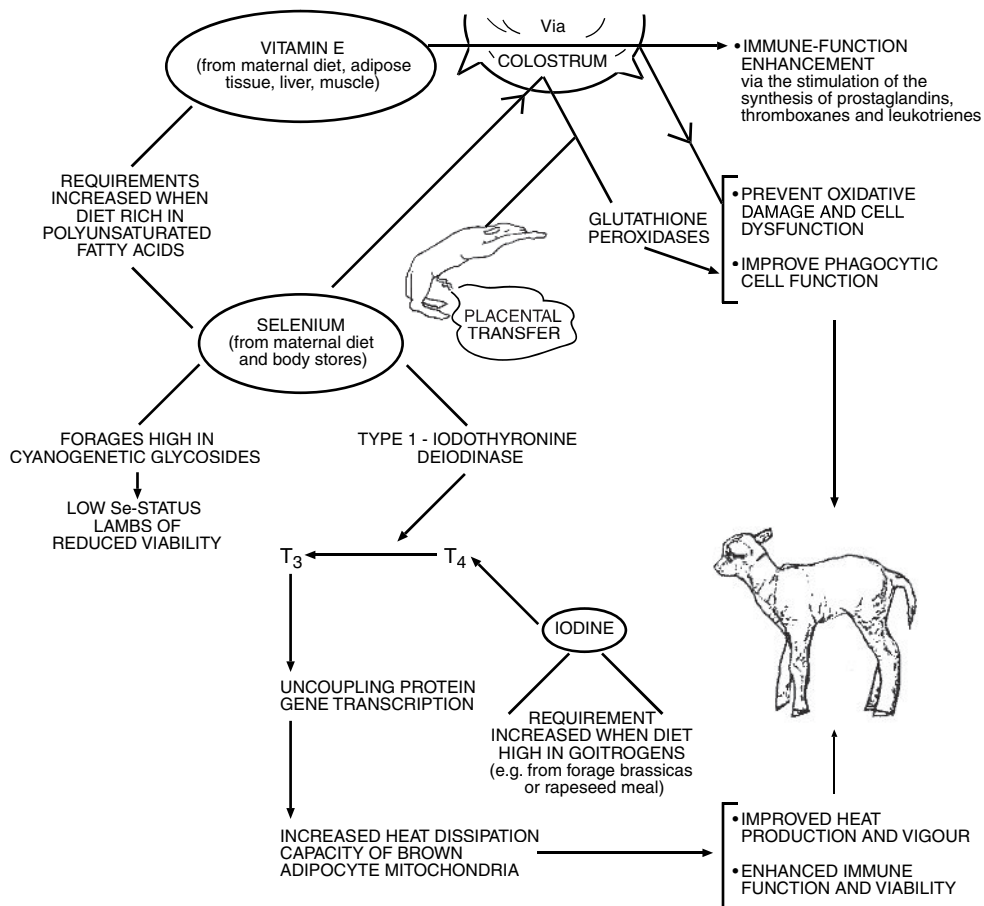 VITAMIN E
(from maternal diet, adipose
tissue, liver, muscle)
Via
COLOSTRUM
•IMMUNE-FUNCTION
ENHANCEMENT
via the stimulation of the
synthesis of prostaglandins,
thromboxanes and leukotrienes
REQUIREMENTS
INCREASED WHEN
DIET RICH IN
POLYUNSATURATED
FATTY ACIDS
GLUTATHIONE
PEROXIDASES
•PREVENT OXIDATIVE
DAMAGE AND CELL
DYSFUNCTION
•IMPROVE PHAGOCYTIC
CELL FUNCTION
PLACENTAL
TRANSFER
SELENIUM
(from maternal diet
and body stores)
FORAGES HIGH IN
CYANOGENETIC GLYCOSIDES
LOW Se-STATUS
LAMBS OF
REDUCED VIABILITY
TYPE 1 - IODOTHYRONINE
DEIODINASE
T3
T4
IODINE
UNCOUPLING PROTEIN
GENE TRANSCRIPTION
REQUIREMENT
INCREASED WHEN DIET
HIGH IN GOITROGENS
(e.g. from forage brassicas
or rapeseed meal)
INCREASED HEAT DISSIPATION
CAPACITY OF BROWN
ADIPOCYTE MITOCHONDRIA
•IMPROVED HEAT
PRODUCTION AND VIGOUR
•ENHANCED IMMUNE
FUNCTION AND VIABILITY